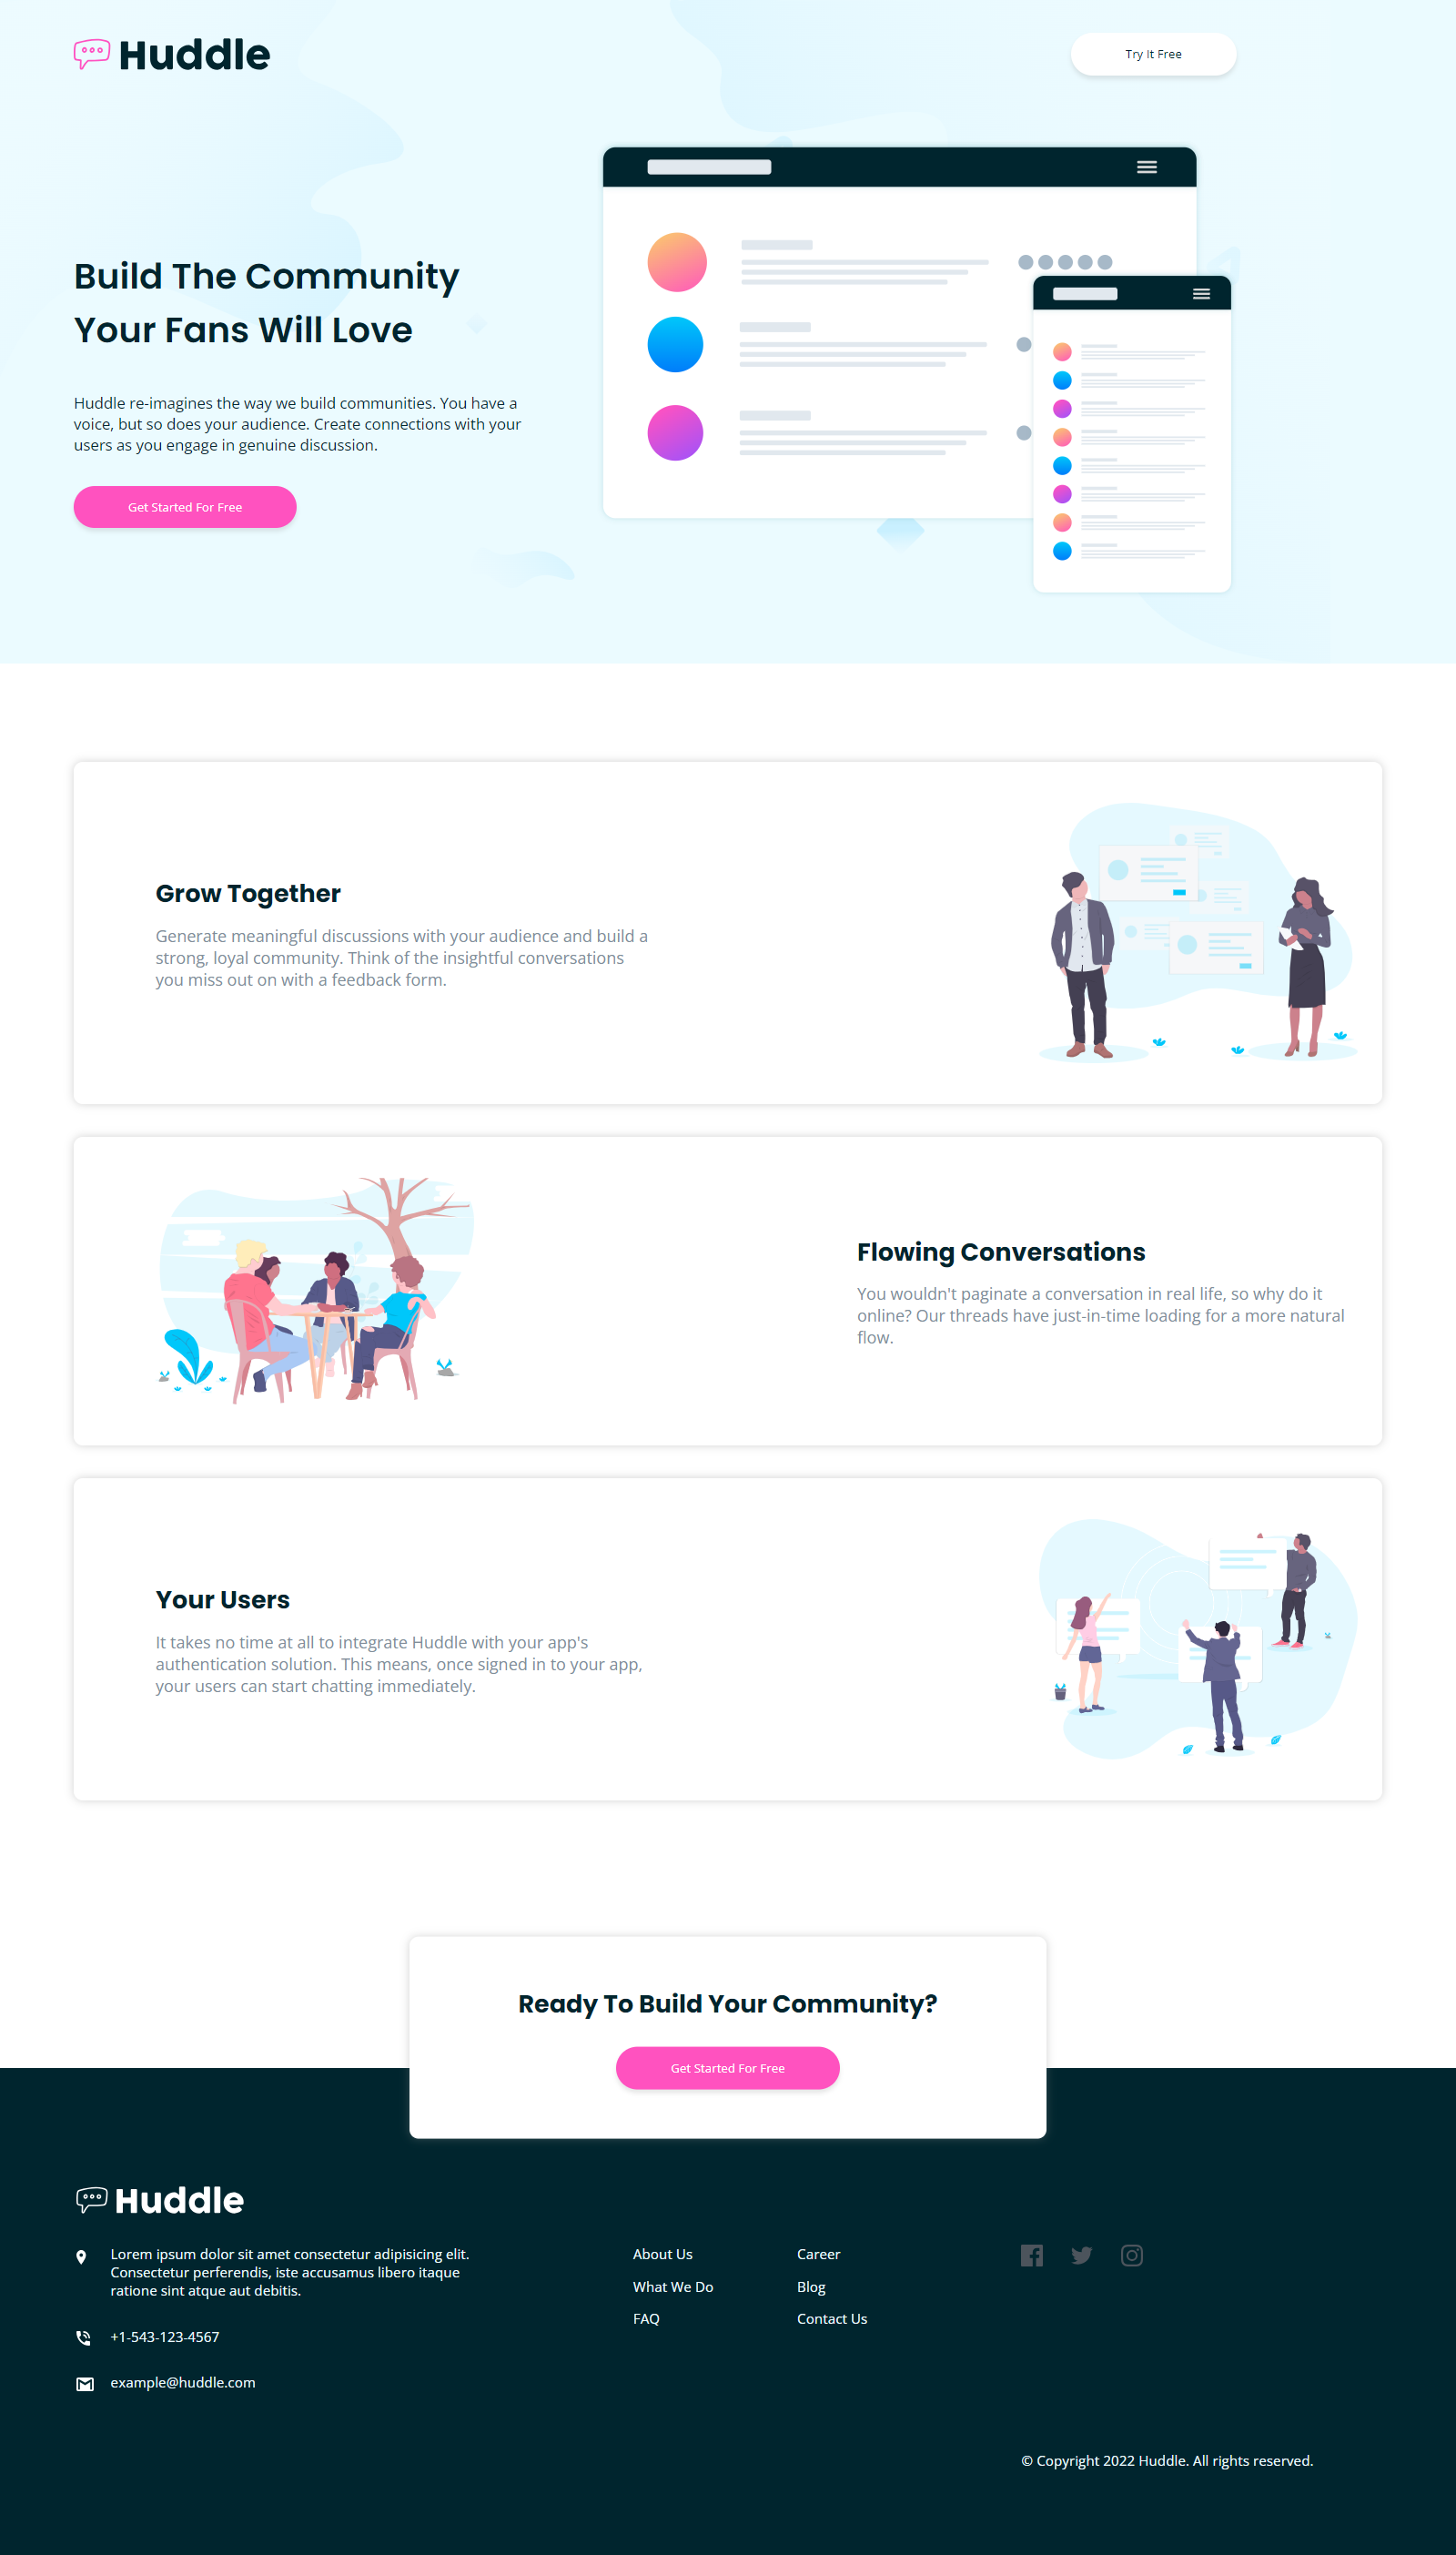 Huddle
Try It Free
Build The Community
Your Fans Will Love
Huddle re-imagines the way we build communities. You have a
voice, but so does your audience. Create connections with your
users as you engage in genuine discussion.
Get Started For Free
Grow Together
Generate meaningful discussions with your audience and build a
strong, loyal community. Think of the insightful conversations
you miss out on with a feedback form.
Flowing Conversations
You wouldn't paginate a conversation in real life, so why do it
online? Our threads have just-in-time loading for a more natural
flow.
Your Users
It takes no time at all to integrate Huddle with your app's
authentication solution. This means, once signed in to your app,
your users can start chatting immediately.
Ready To Build Your Community?
Get Started For Free
Huddle
Lorem ipsum dolor sit amet consectetur adipisicing elit.
Consectetur perferendis, iste accusamus libero itaque
ratione sint atque aut debitis.
+1-543-123-4567
example@huddle.com
About Us
What We Do
FAQ
Career
Blog
Contact Us
© Copyright 2022 Huddle. All rights reserved.